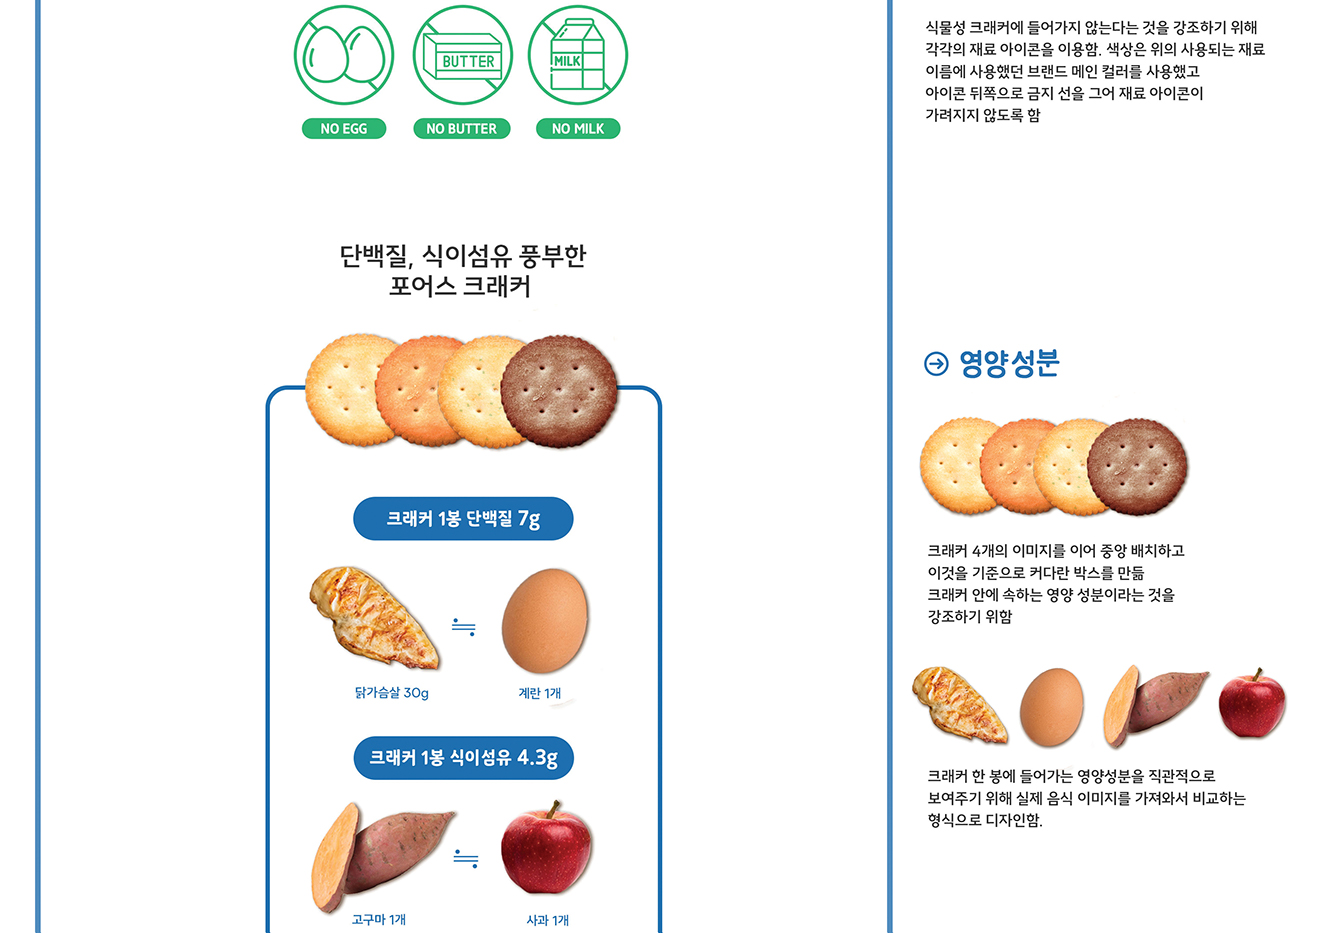 BUTTER
MILK
NO EGG
NO BUTTER
NO MILK
단백질, 식이섬유 풍부한
포어스 크래커
크래커 1봉 단백질 7g
닭가슴살 30g
계란 1개
크래커 1봉 식이섬유 4.3g
고구마 1개
사과 1개
식물성 크래커에 들어가지 않는다는 것을 강조하기 위해
각각의 재료 아이콘을 이용함. 색상은 위의 사용되는 재료
이름에 사용했던 브랜드 메인 컬러를 사용했고
아이콘 뒤쪽으로 금지 선을 그어 재료 아이콘이
가려지지 않도록 함
영양성분
크래커 4개의 이미지를 이어 중앙 배치하고
이것을 기준으로 커다란 박스를 만듦
크래커 안에 속하는 영양 성분이라는 것을
강조하기 위함
크래커 한 봉에 들어가는 영양성분을 직관적으로
보여주기 위해 실제 음식 이미지를 가져와서 비교하는
형식으로 디자인함.